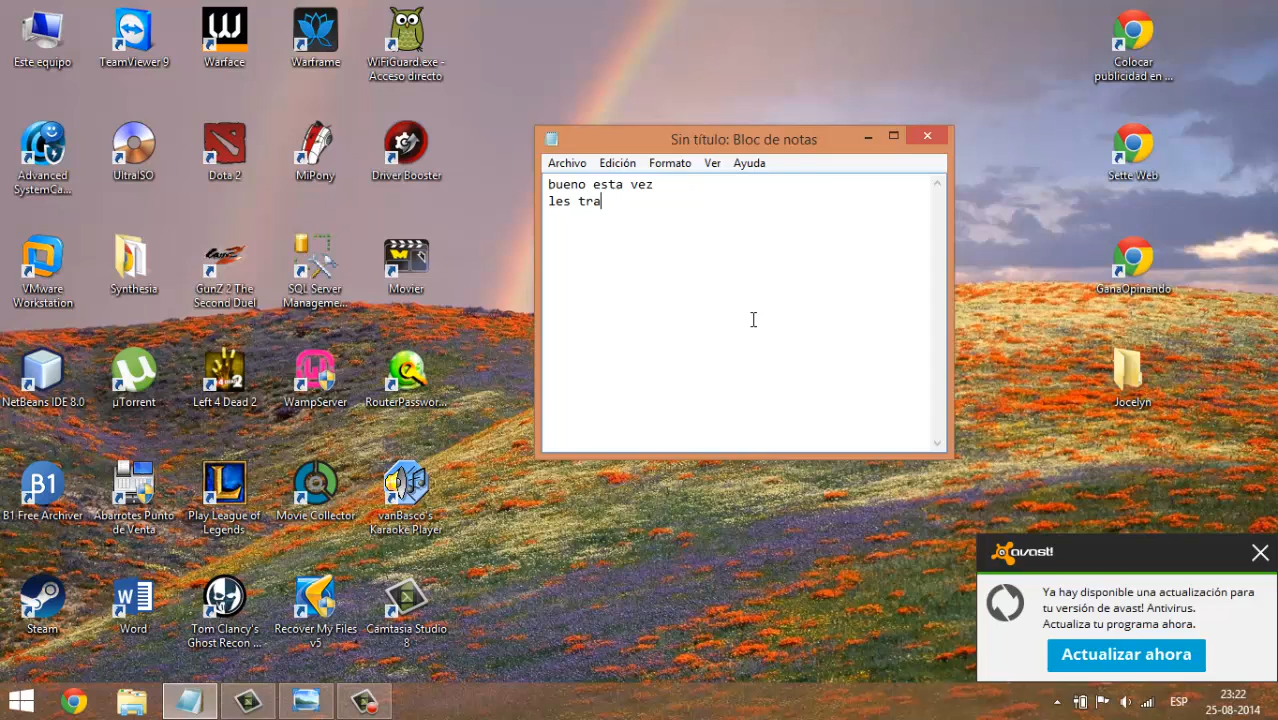 Este equipo
TeamViewer 9
Warface
Warframe
WiFiGuard.exe -
Acceso directo
Colocar
publicidad en ...
Advanced
SystemCa...
UltraISO
Dota 2
MiPony
Driver Booster
Sette Web
VMware
Workstation
Synthesia
GunZ 2 The
Second Duel
SQL Server
Manageme...
Movier
GanaOpinando
NetBeans IDE 8.0
µTorrent
Left 4 Dead 2
WampServer
RouterPasswor...
Jocelyn
B1
B1 Free Archiver
Abarrotes Punto
de Venta
Play League of
Legends
Movie Collector
vanBasco's
Karaoke Player
Steam
Word
Tom Clancy's
Ghost Recon ...
Recover My Files
v5
Camtasia Studio
8
Sin título: Bloc de notas
Archivo Edición Formato Ver Ayuda
bueno esta vez
les tra
avast!
Ya hay disponible una actualización para
tu versión de avast! Antivirus.
Actualiza tu programa ahora.
Actualizar ahora
ESP
23:22
25-08-2014